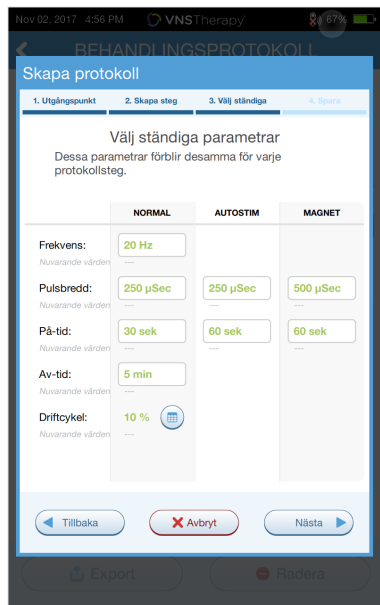 Nov 02, 2017 4:56 PM VNSTherapy 67%
BEHANDLINGSPROTOKOLL
Skapa protokoll
1. Utgångspunkt 2. Skapa steg 3. Välj ständiga 4. Spara
Välj ständiga parametrar
Dessa parametrar förblir desamma för varje
protokollsteg.
NORMAL AUTOSTIM MAGNET
Frekvens: 20 Hz
Nuvarande värden ---
Pulsbredd: 250 µSec 250 µSec 500 µSec
Nuvarande värden --- --- ---
På-tid: 30 sek 60 sek 60 sek
Nuvarande värden --- --- ---
Av-tid: 5 min
Nuvarande värden ---
Driftcykel: 10 %
Nuvarande värden ---
Tillbaka Avbryt Nästa
Export Radera